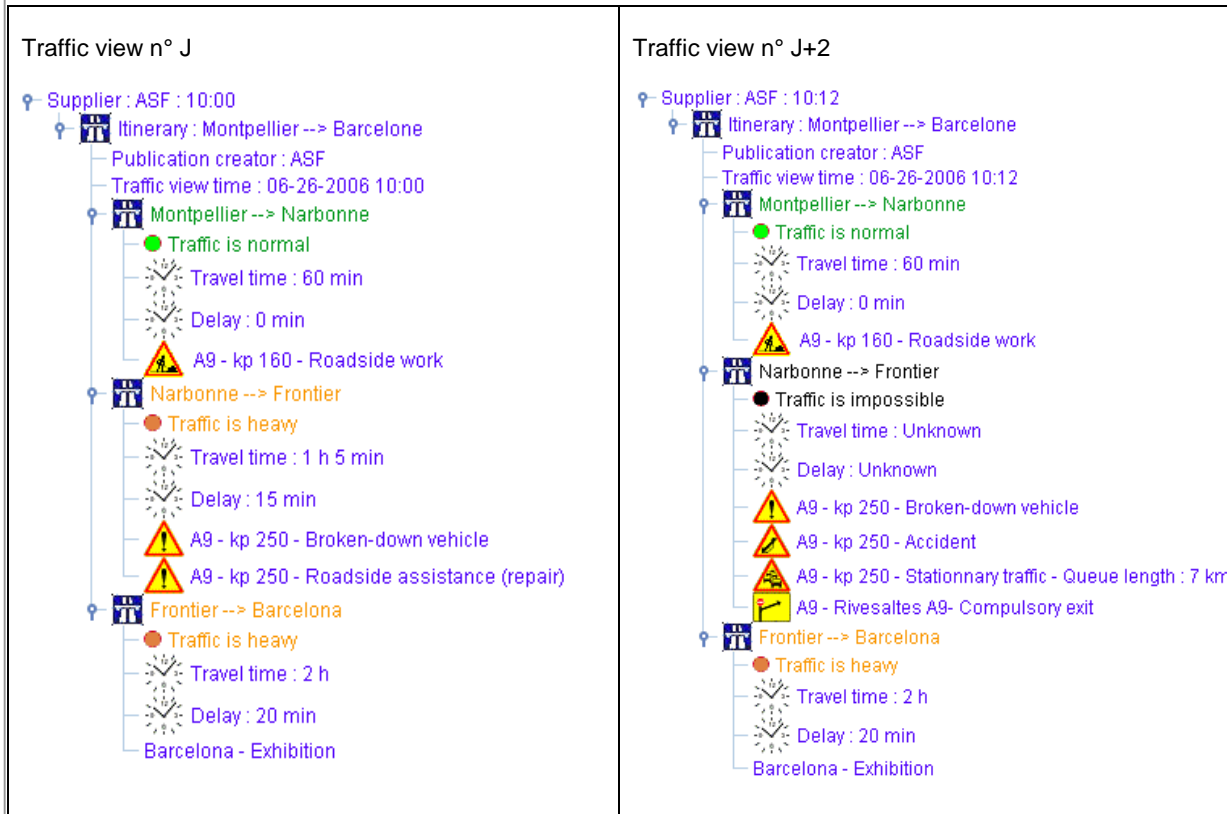 Traffic view n° J
Supplier : ASF : 10:00
Itinerary : Montpellier --> Barcelone
Publication creator : ASF
Traffic view time : 06-26-2006 10:00
Montpellier --> Narbonne
Traffic is normal
Travel time : 60 min
Delay : 0 min
A9 - kp 160 - Roadside work
Narbonne --> Frontier
Traffic is heavy
Travel time : 1 h 5 min
Delay : 15 min
A9 - kp 250 - Broken-down vehicle
A9 - kp 250 - Roadside assistance (repair)
Frontier --> Barcelona
Traffic is heavy
Travel time : 2 h
Delay : 20 min
Barcelona - Exhibition
Traffic view n° J+2
Supplier : ASF : 10:12
Itinerary : Montpellier --> Barcelone
Publication creator : ASF
Traffic view time : 06-26-2006 10:12
Montpellier --> Narbonne
Traffic is normal
Travel time : 60 min
Delay : 0 min
A9 - kp 160 - Roadside work
Narbonne --> Frontier
Traffic is impossible
Travel time : Unknown
Delay : Unknown
A9 - kp 250 - Broken-down vehicle
A9 - kp 250 - Accident
A9 - kp 250 - Stationnary traffic - Queue length : 7 km
A9 - Rivesaltes A9- Compulsory exit
Frontier --> Barcelona
Traffic is heavy
Travel time : 2 h
Delay : 20 min
Barcelona - Exhibition